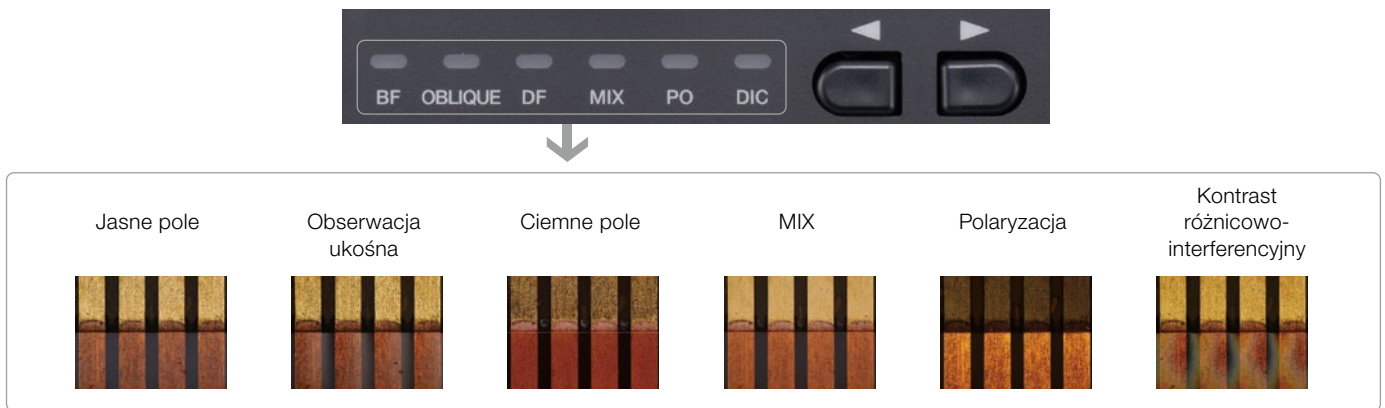 BF OBLIQUE DF MIX PO DIC
Jasne pole
Obserwacja
ukośna
Ciemne pole
MIX
Polaryzacja
Kontrast
różnicowo-
interferencyjny